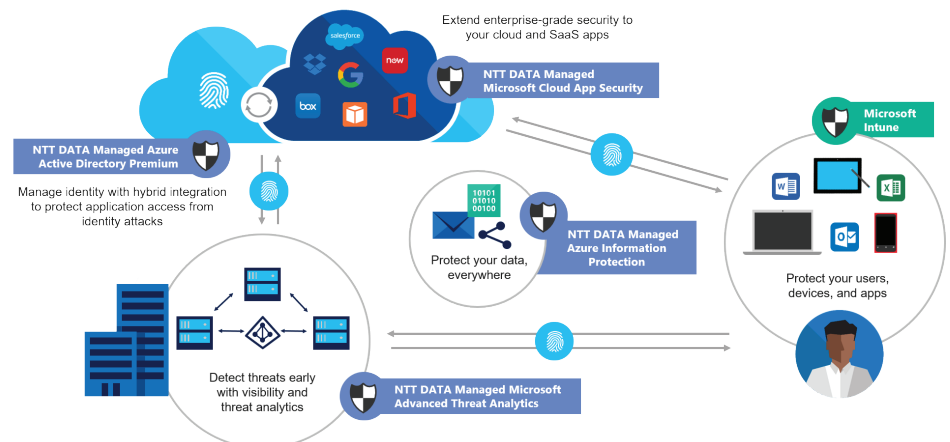 Extend enterprise-grade security to
your cloud and SaaS apps
salesforce
now
box
NTT DATA Managed
Microsoft Cloud App Security
Microsoft
Intune
NTT DATA Managed Azure
Active Directory Premium
Manage identity with hybrid integration
to protect application access from
identity attacks
10101
01010
00100
Protect your data,
everywhere
NTT DATA Managed
Azure Information
Protection
W
X
O
Protect your users,
devices, and apps
Detect threats early
with visibility and
threat analytics
NTT DATA Managed Microsoft
Advanced Threat Analytics